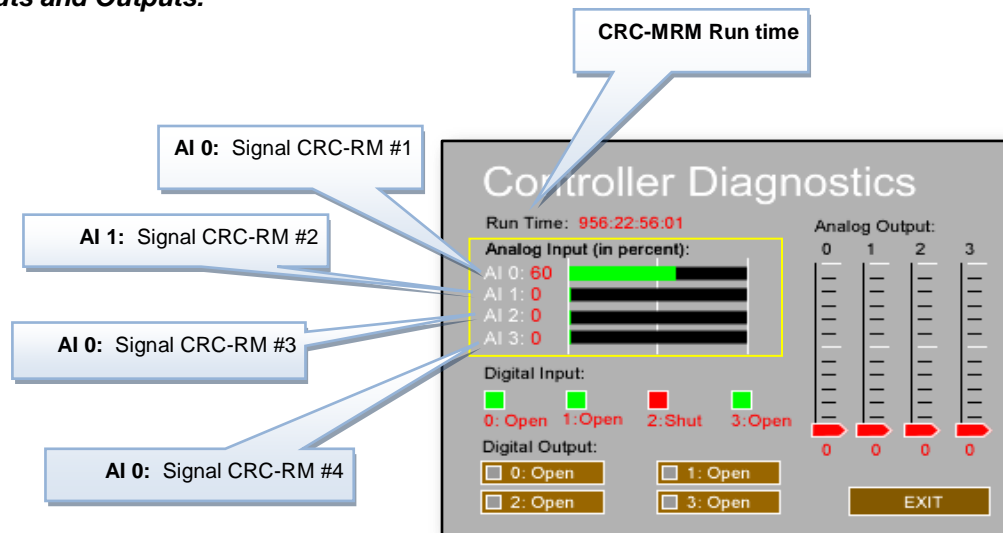 uts and Outputs:
CRC-MRM Run time
AI 0: Signal CRC-RM #1
AI 1: Signal CRC-RM #2
AI 0: Signal CRC-RM #3
AI 0: Signal CRC-RM #4
Controller Diagnostics
Run Time: 956:22:56:01
Analog Input (in percent):
AI 0: 60
AI 1: 0
AI 2: 0
AI 3: 0
Digital Input:
0: Open 1:Open 2:Shut 3:Open
Digital Output:
0: Open 1: Open
2: Open 3: Open
Analog Output:
0 1 2 3
0 0 0 0
EXIT